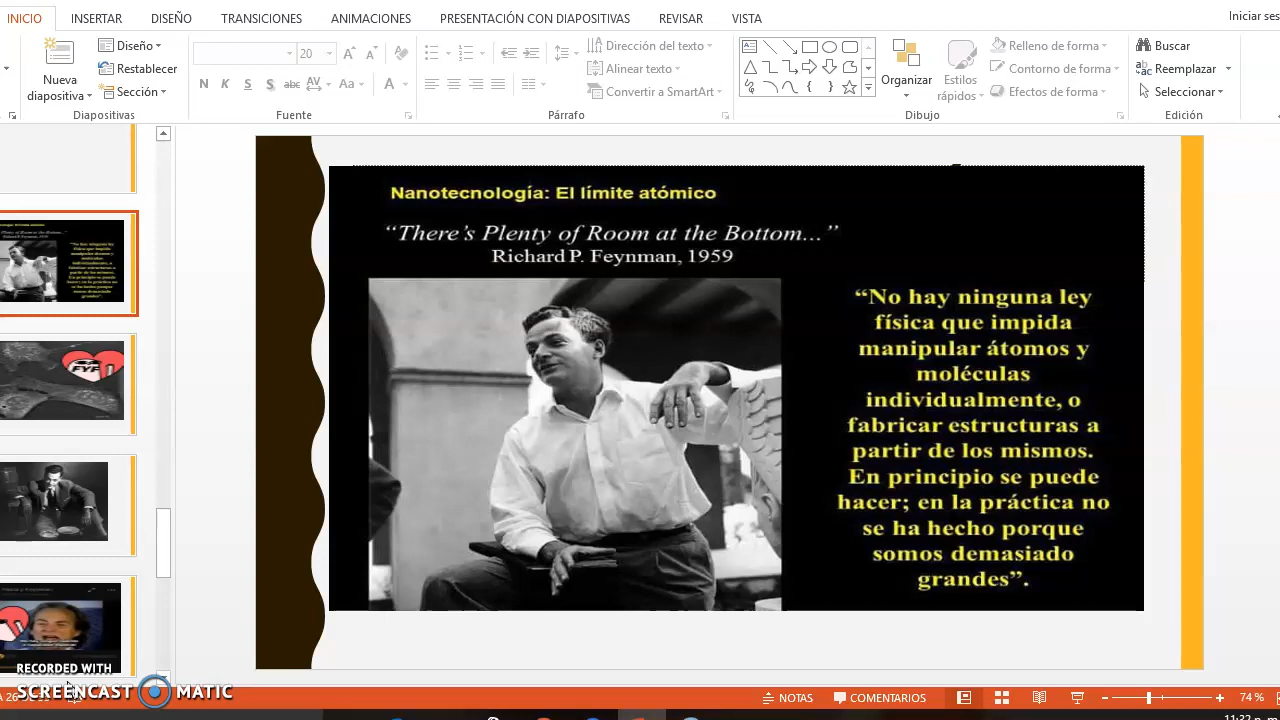 INICIO INSERTAR DISEÑO TRANSICIONES ANIMACIONES PRESENTACIÓN CON DIAPOSITIVAS REVISAR VISTA
Iniciar ses
Nueva diapositiva
Diseño
Restablecer
Sección
Diapositivas
20
N K S S abc AV Aa A
Fuente
Dirección del texto
Alinear texto
Convertir a SmartArt
Párrafo
Organizar
Estilos rápidos
Relleno de forma
Contorno de forma
Efectos de forma
Dibujo
Buscar
Reemplazar
Seleccionar
Edición
Nanotecnología: El límite atómico
“There’s Plenty of Room at the Bottom...”
Richard P. Feynman, 1959
“No hay ninguna ley
física que impida
manipular átomos y
moléculas
individualmente, o
fabricar estructuras a
partir de los mismos.
En principio se puede
hacer; en la práctica no
se ha hecho porque
somos demasiado
grandes”.
RECORDED WITH
SCREENCAST MATIC
NOTAS
COMENTARIOS
74 %